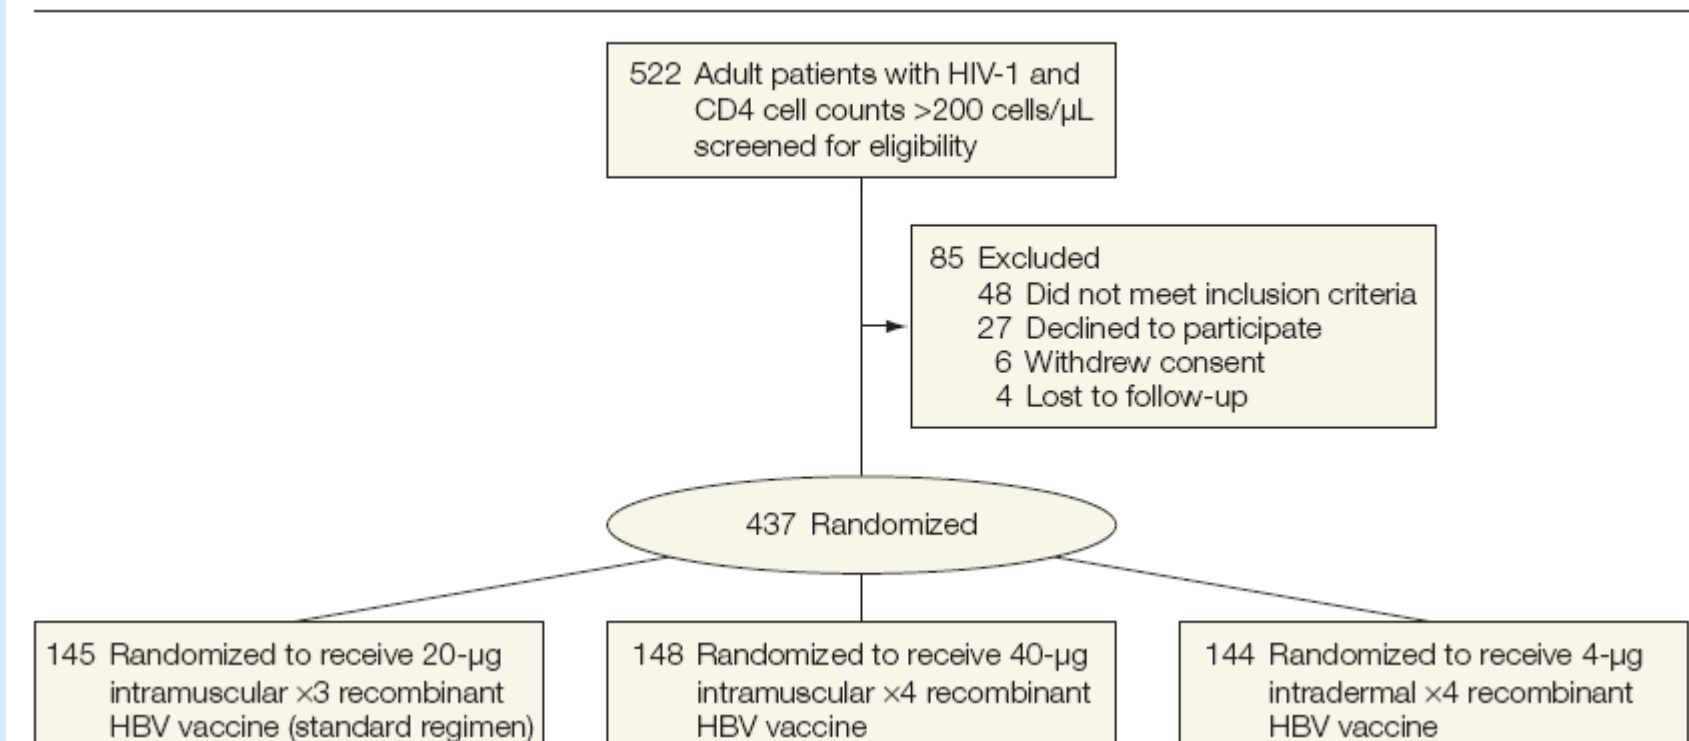 522 Adult patients with HIV-1 and
CD4 cell counts >200 cells/µL
screened for eligibility
85 Excluded
48 Did not meet inclusion criteria
27 Declined to participate
6 Withdrew consent
4 Lost to follow-up
437 Randomized
145 Randomized to receive 20-µg
intramuscular ×3 recombinant
HBV vaccine (standard regimen)
148 Randomized to receive 40-µg
intramuscular ×4 recombinant
HBV vaccine
144 Randomized to receive 4-µg
intradermal ×4 recombinant
HBV vaccine